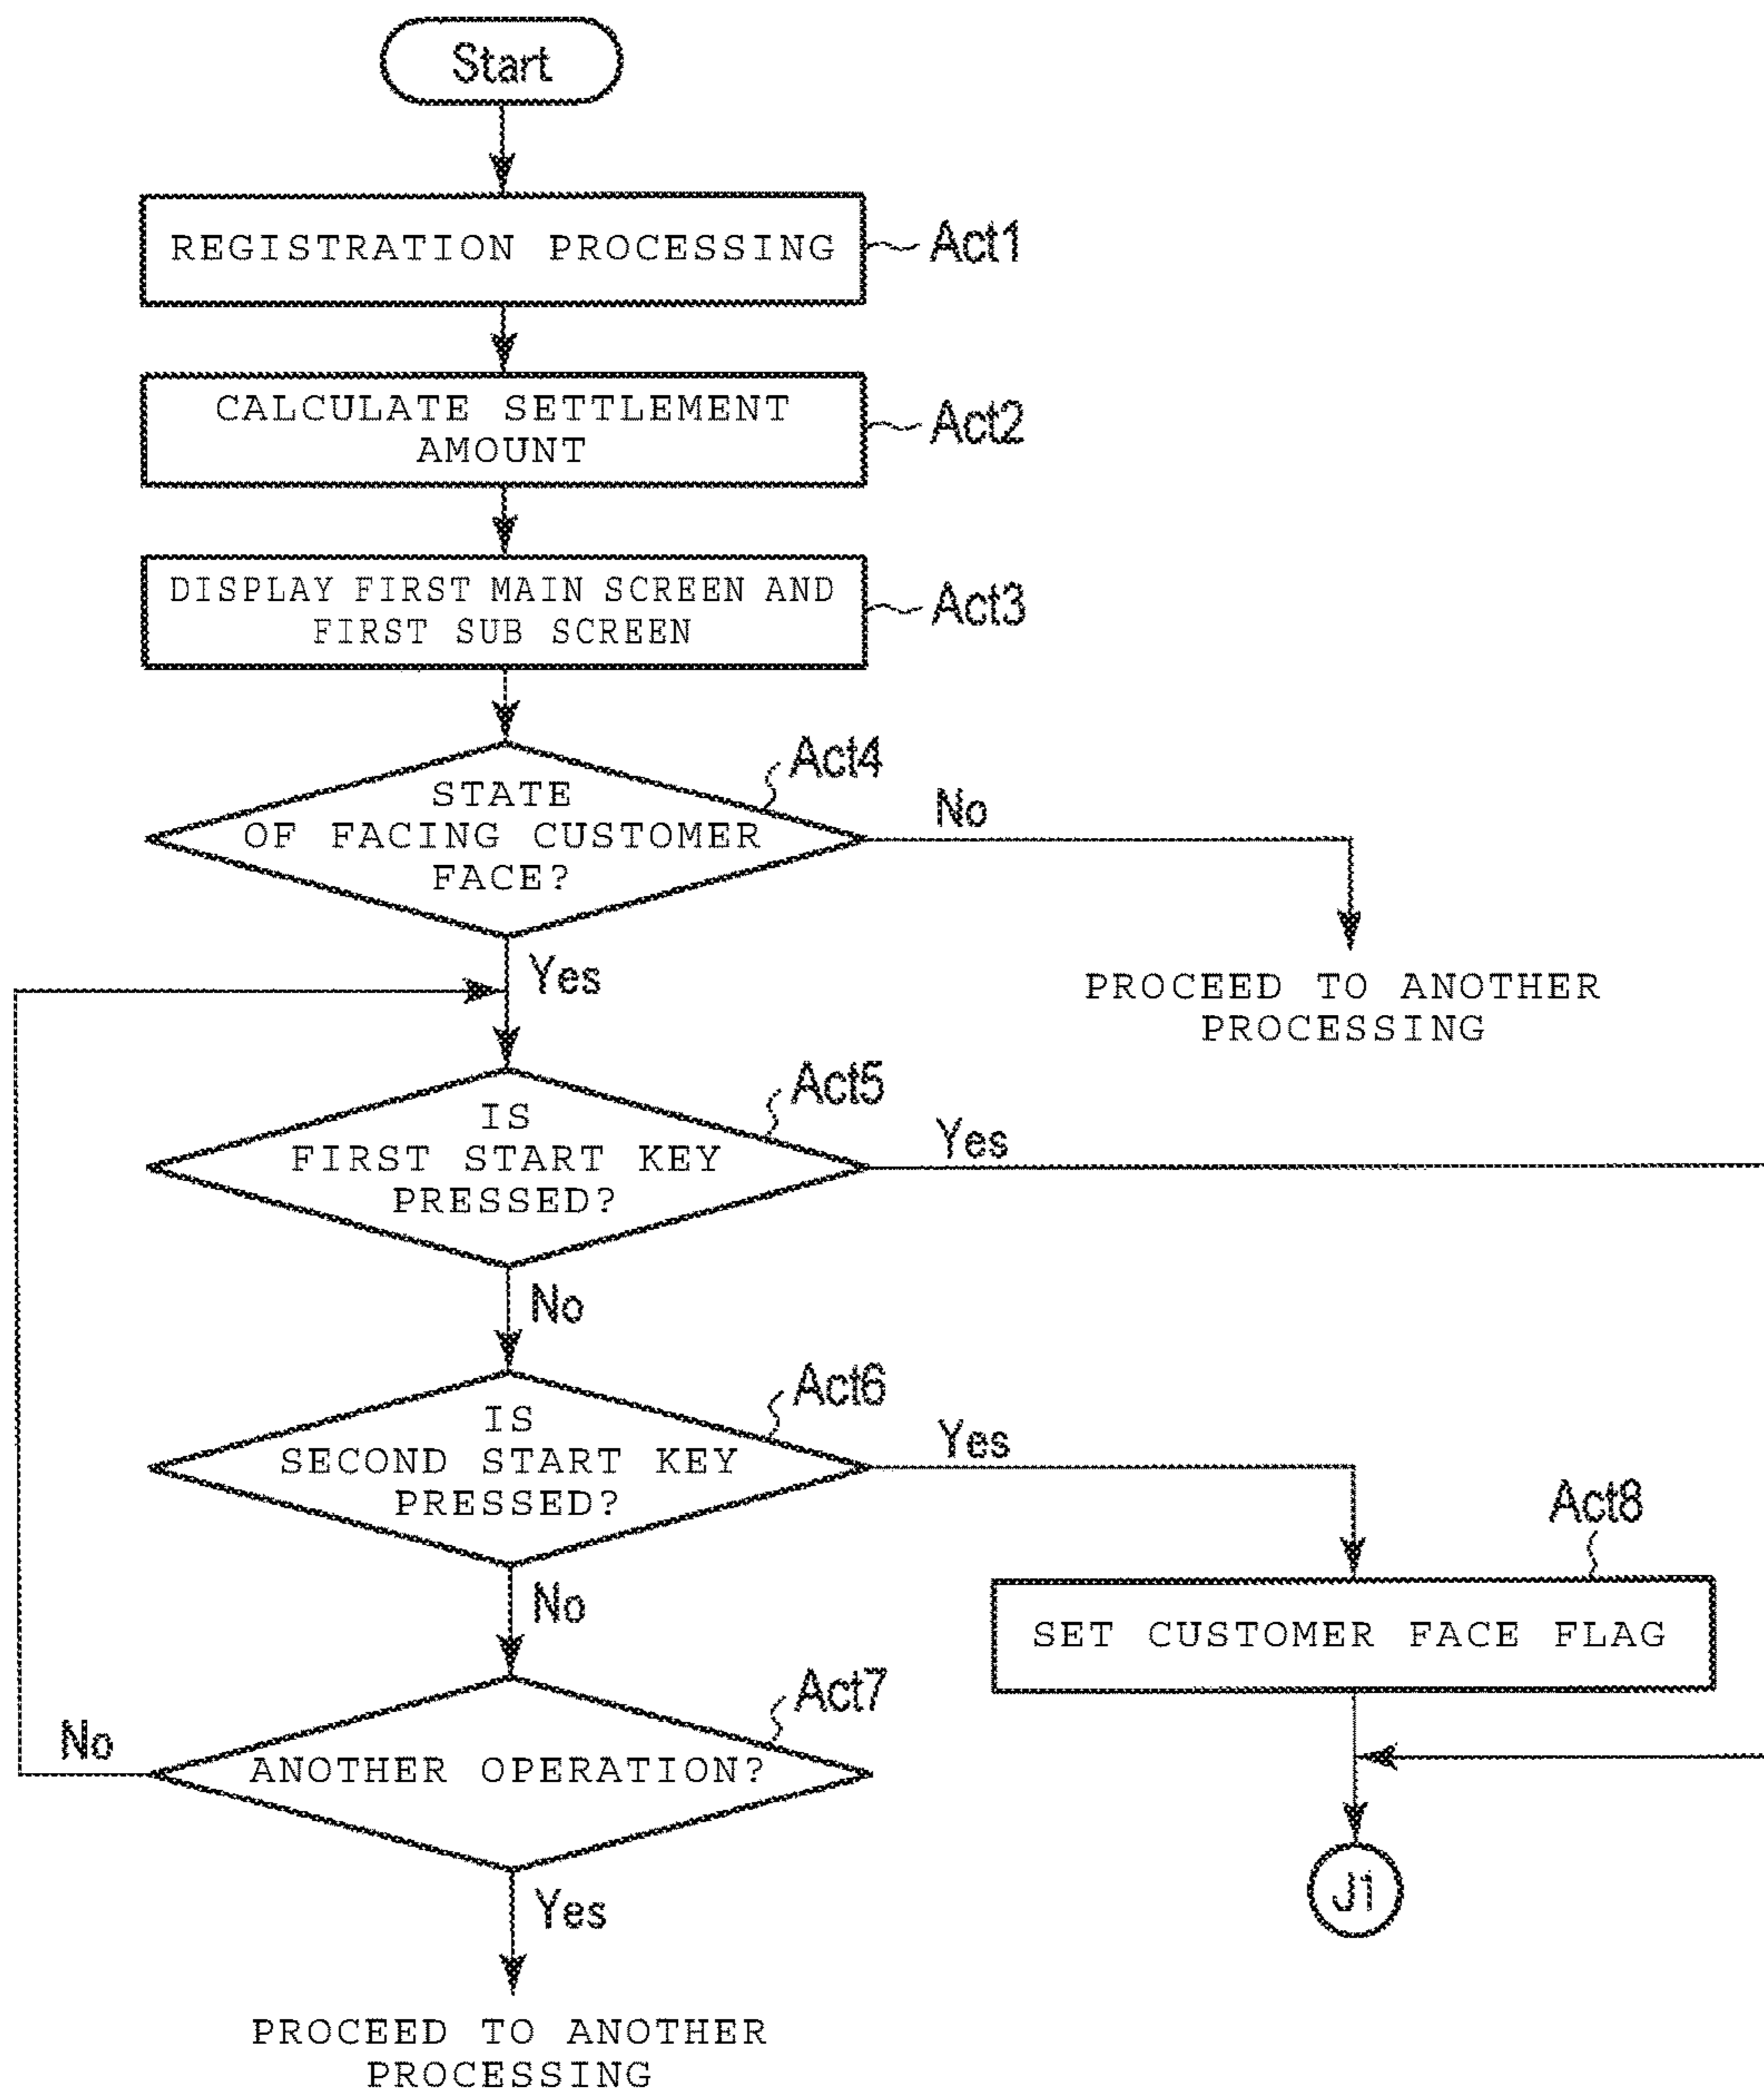 Start
REGISTRATION PROCESSING
Act1
CALCULATE SETTLEMENT
AMOUNT
Act2
DISPLAY FIRST MAIN SCREEN AND
FIRST SUB SCREEN
Act3
Act4
STATE
OF FACING CUSTOMER
FACE?
No
Yes
PROCEED TO ANOTHER
PROCESSING
Act5
IS
FIRST START KEY
PRESSED?
Yes
No
Act6
IS
SECOND START KEY
PRESSED?
Yes
No
Act8
SET CUSTOMER FACE FLAG
Act7
ANOTHER OPERATION?
No
Yes
J1
PROCEED TO ANOTHER
PROCESSING